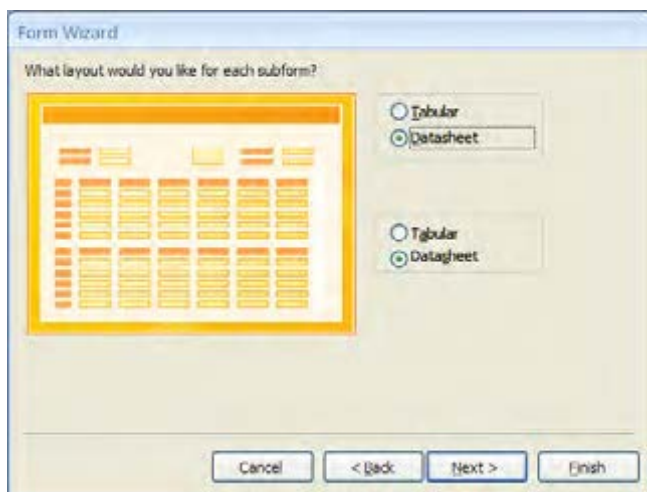 Form Wizard
What layout would you like for each subform?
Tabular
Datasheet
Tabular
Datasheet
Cancel
< Back
Next >
Finish